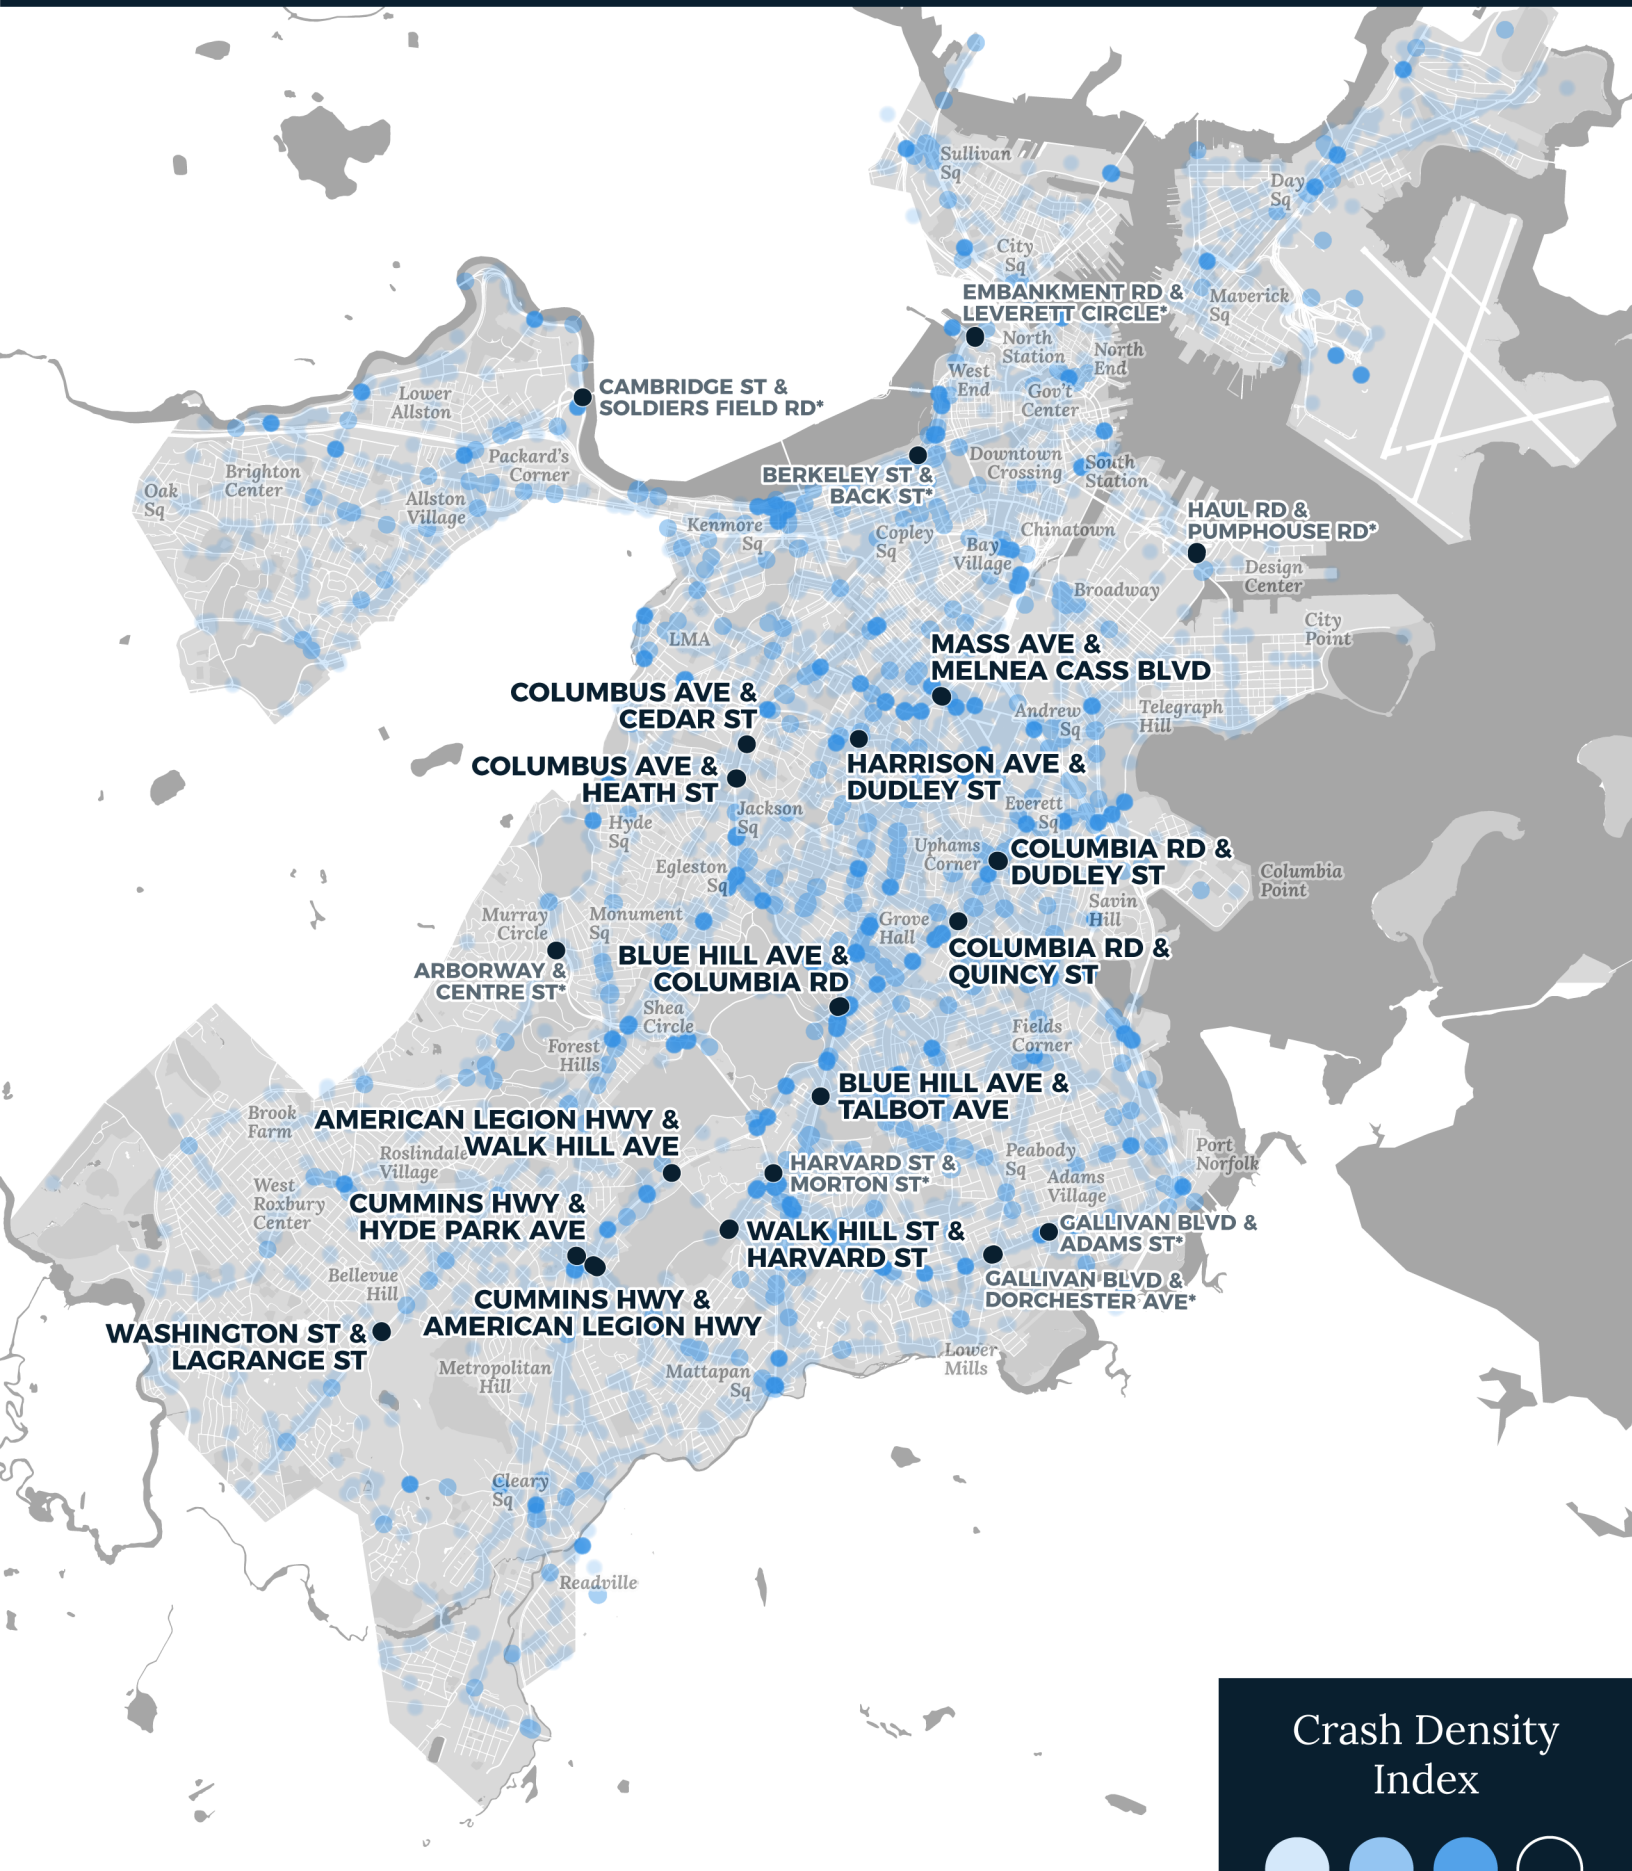 Sullivan
Sq
Day
Sq
City
Sq
EMBANKMENT RD &
LEVERETT CIRCLE*
Maverick
Sq
North
Station
North
End
West
End
Gov't
Center
CAMBRIDGE ST &
SOLDIERS FIELD RD*
Lower
Allston
Packard's
Corner
Brighton
Center
Oak
Sq
Allston
Village
Downtown
Crossing
South
Station
BERKELEY ST &
BACK ST*
Kenmore
Sq
Copley
Sq
Bay
Village
Chinatown
HAUL RD &
PUMPHOUSE RD*
Design
Center
Broadway
City
Point
LMA
MASS AVE &
MELNEA CASS BLVD
COLUMBUS AVE &
CEDAR ST
Andrew
Sq
Telegraph
Hill
COLUMBUS AVE &
HEATH ST
HARRISON AVE &
DUDLEY ST
Jackson
Sq
Hyde
Sq
Everett
Sq
Uphams
Corner
COLUMBIA RD &
DUDLEY ST
Egleston
Sq
Columbia
Point
Savin
Hill
Murray
Circle
Monument
Sq
Grove
Hall
COLUMBIA RD &
QUINCY ST
BLUE HILL AVE &
COLUMBIA RD
ARBORWAY &
CENTRE ST*
Shea
Circle
Forest
Hills
Fields
Corner
BLUE HILL AVE &
TALBOT AVE
Brook
Farm
AMERICAN LEGION HWY &
WALK HILL AVE
Roslindale
Village
HARVARD ST &
MORTON ST*
Peabody
Sq
Adams
Village
Port
Norfolk
West
Roxbury
Center
CUMMINS HWY &
HYDE PARK AVE
WALK HILL ST &
HARVARD ST
GALLIVAN BLVD &
ADAMS ST*
GALLIVAN BLVD &
DORCHESTER AVE*
Bellevue
Hill
CUMMINS HWY &
AMERICAN LEGION HWY
WASHINGTON ST &
LAGRANGE ST
Metropolitan
Hill
Mattapan
Sq
Lower
Mills
Cleary
Sq
Readville
Crash Density
Index